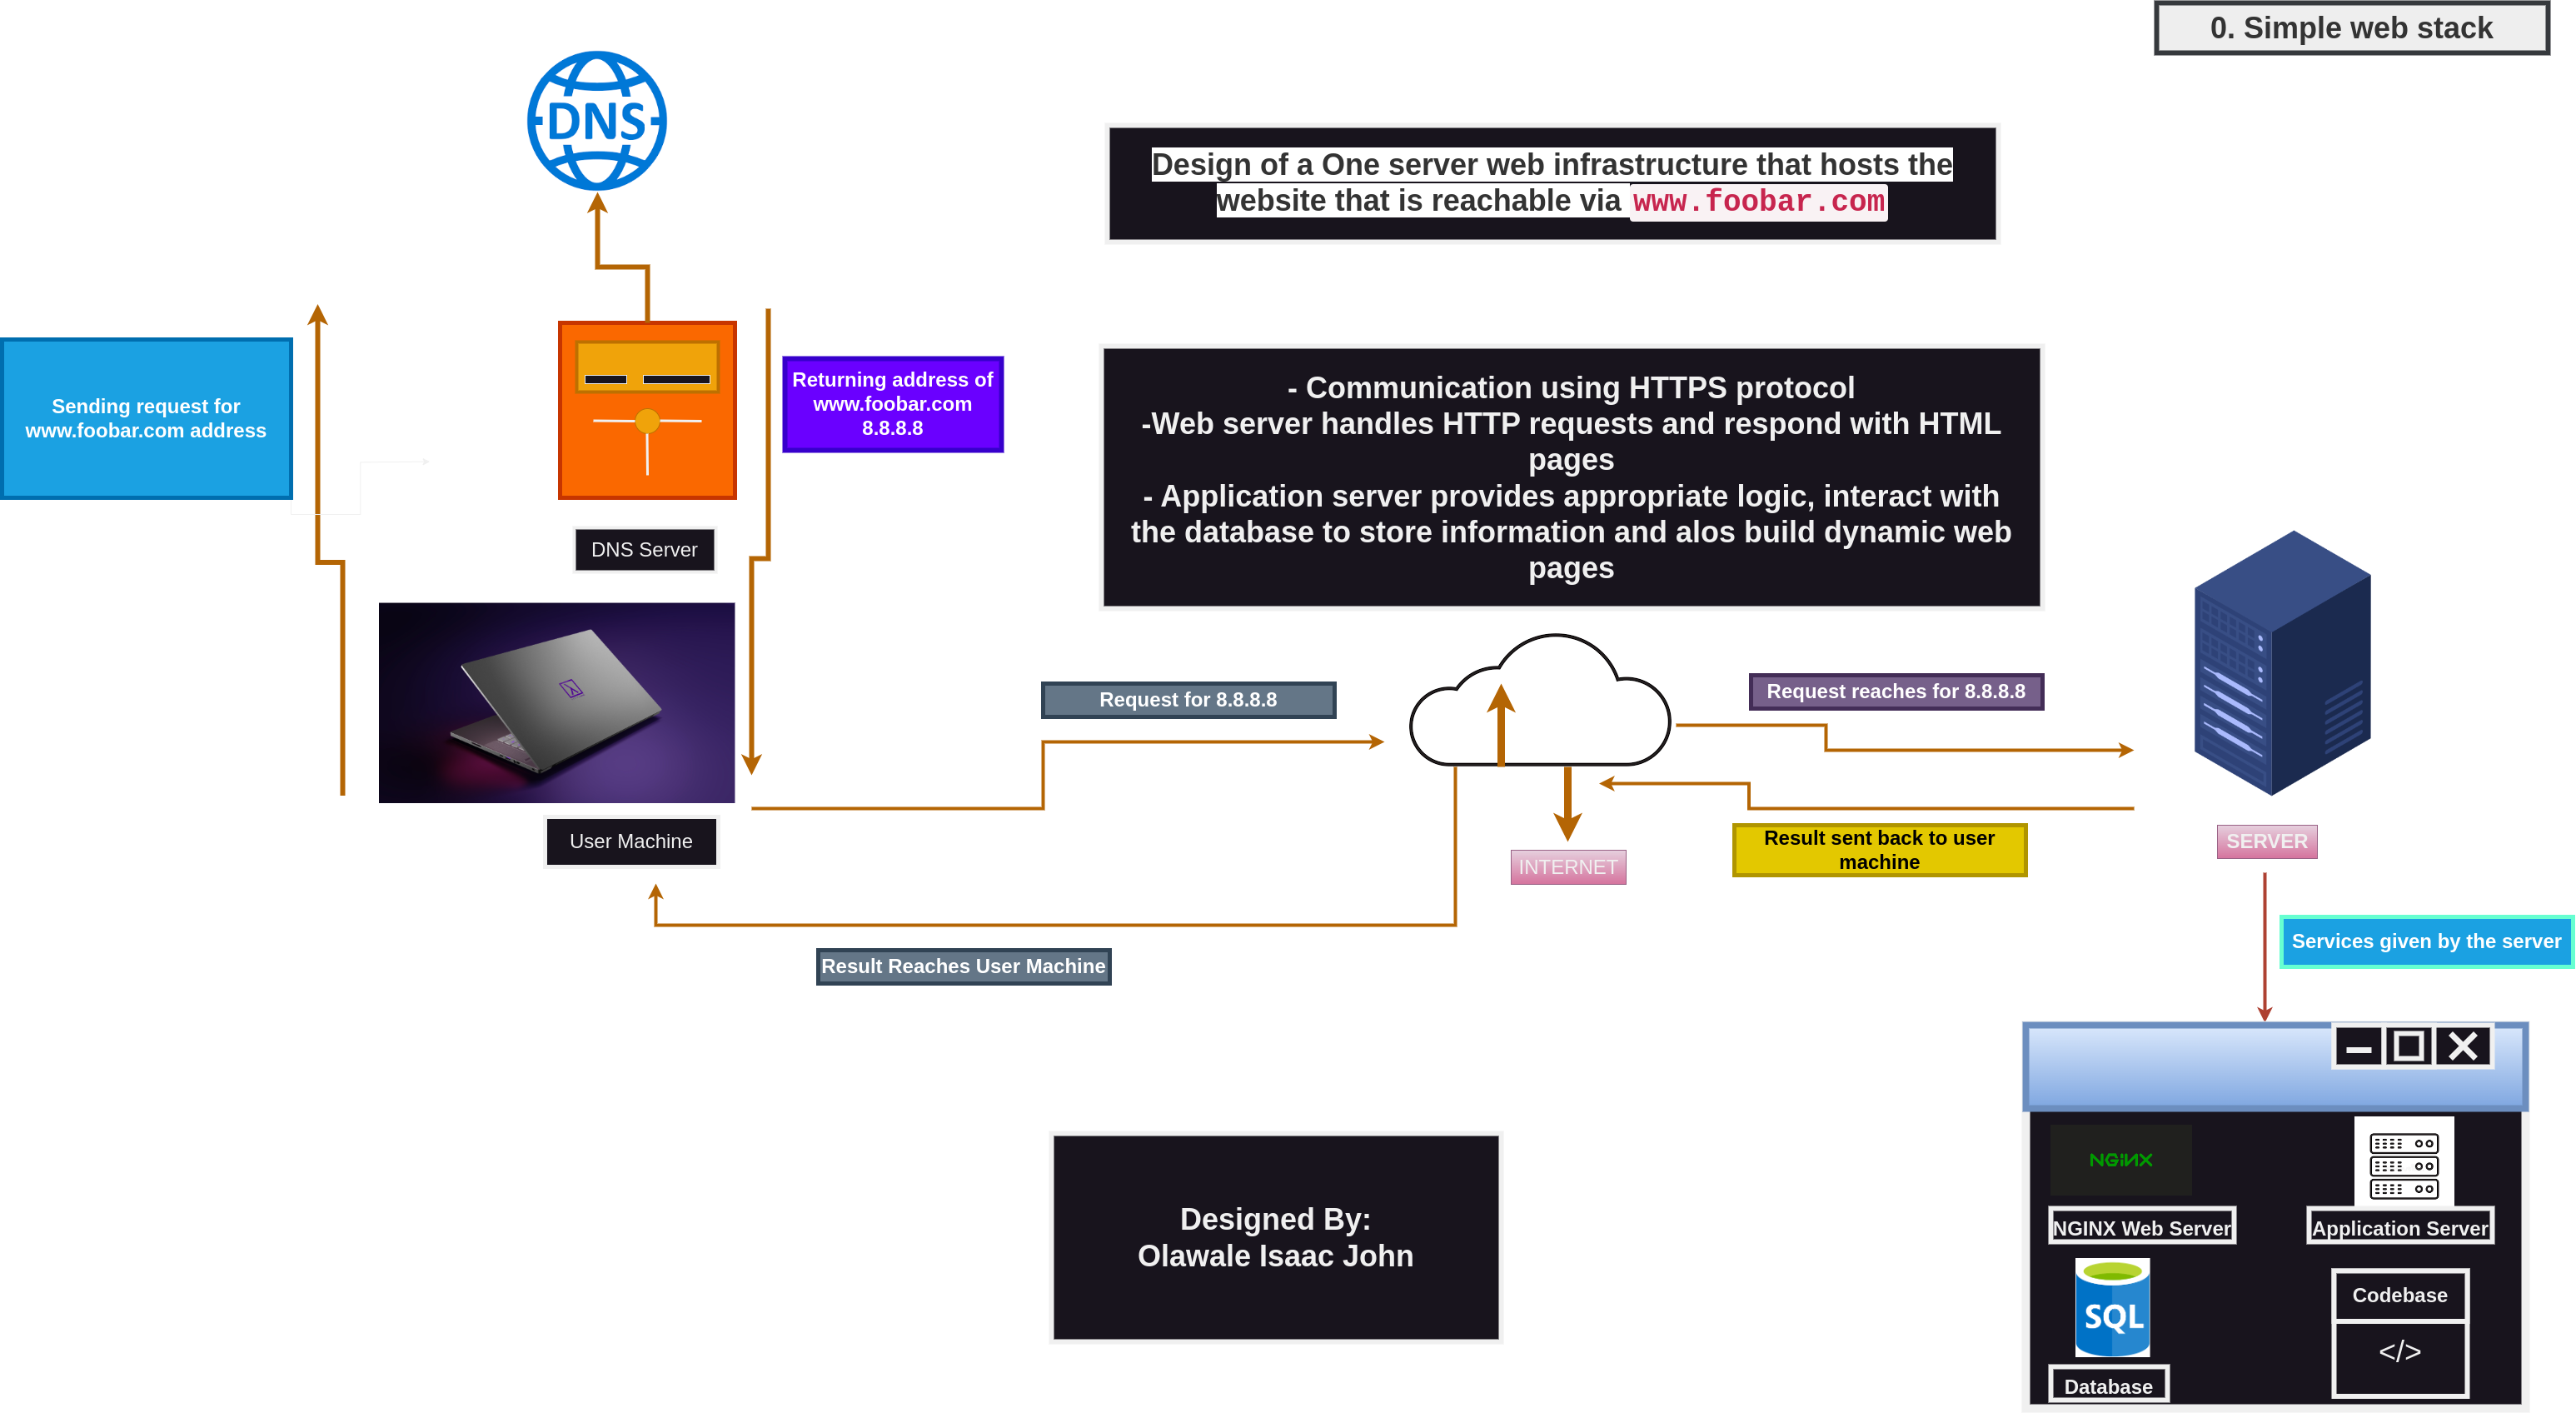 0. Simple web stack
DNS
Design of a One server web infrastructure that hosts the
website that is reachable via www.foobar.com
Sending request for
www.foobar.com address
Returning address of
www.foobar.com
8.8.8.8
- Communication using HTTPS protocol
-Web server handles HTTP requests and respond with HTML
pages
- Application server provides appropriate logic, interact with
the database to store information and alos build dynamic web
pages
DNS Server
User Machine
Request for 8.8.8.8
Request reaches for 8.8.8.8
Result sent back to user
machine
INTERNET
SERVER
Result Reaches User Machine
Services given by the server
NGINX
NGINX Web Server
Application Server
SQL
Database
Codebase
</>
Designed By:
Olawale Isaac John